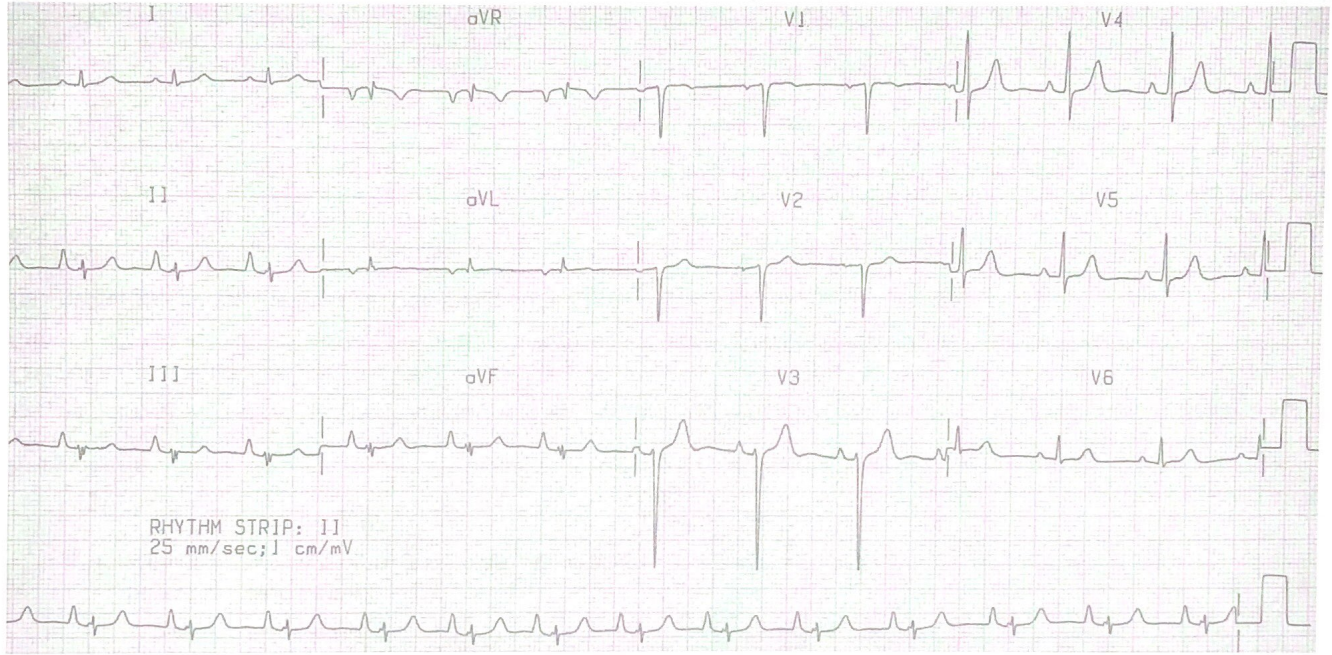 I aVR V1 V4
II aVL V2 V5
III aVF V3 V6
RHYTHM STRIP: II
25 mm/sec;1 cm/mV